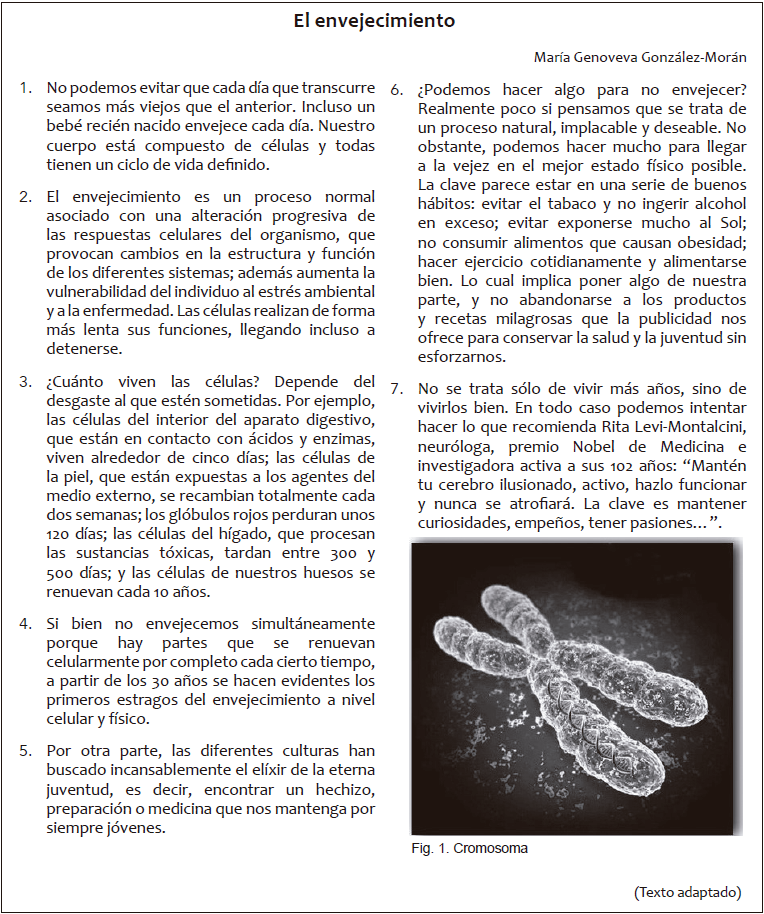 El envejecimiento
María Genoveva González-Morán
1. No podemos evitar que cada día que transcurre
seamos más viejos que el anterior. Incluso un
bebé recién nacido envejece cada día. Nuestro
cuerpo está compuesto de células y todas
tienen un ciclo de vida definido.
2. El envejecimiento es un proceso normal
asociado con una alteración progresiva de
las respuestas celulares del organismo, que
provocan cambios en la estructura y función
de los diferentes sistemas; además aumenta la
vulnerabilidad del individuo al estrés ambiental
y a la enfermedad. Las células realizan de forma
más lenta sus funciones, llegando incluso a
detenerse.
3. ¿Cuánto viven las células? Depende del
desgaste al que estén sometidas. Por ejemplo,
las células del interior del aparato digestivo,
que están en contacto con ácidos y enzimas,
viven alrededor de cinco días; las células de
la piel, que están expuestas a los agentes del
medio externo, se recambian totalmente cada
dos semanas; los glóbulos rojos perduran unos
120 días; las células del hígado, que procesan
las sustancias tóxicas, tardan entre 300 y
500 días; y las células de nuestros huesos se
renuevan cada 10 años.
4. Si bien no envejecemos simultáneamente
porque hay partes que se renuevan
celularmente por completo cada cierto tiempo,
a partir de los 30 años se hacen evidentes los
primeros estragos del envejecimiento a nivel
celular y físico.
5. Por otra parte, las diferentes culturas han
buscado incansablemente el elíxir de la eterna
juventud, es decir, encontrar un hechizo,
preparación o medicina que nos mantenga por
siempre jóvenes.
6. ¿Podemos hacer algo para no envejecer?
Realmente poco si pensamos que se trata de
un proceso natural, implacable y deseable. No
obstante, podemos hacer mucho para llegar
a la vejez en el mejor estado físico posible.
La clave parece estar en una serie de buenos
hábitos: evitar el tabaco y no ingerir alcohol
en exceso; evitar exponerse mucho al Sol;
no consumir alimentos que causan obesidad;
hacer ejercicio cotidianamente y alimentarse
bien. Lo cual implica poner algo de nuestra
parte, y no abandonarse a los productos
y recetas milagrosas que la publicidad nos
ofrece para conservar la salud y la juventud sin
esforzarnos.
7. No se trata sólo de vivir más años, sino de
vivirlos bien. En todo caso podemos intentar
hacer lo que recomienda Rita Levi-Montalcini,
neuróloga, premio Nobel de Medicina e
investigadora activa a sus 102 años: “Mantén
tu cerebro ilusionado, activo, hazlo funcionar
y nunca se atrofiará. La clave es mantener
curiosidades, empeños, tener pasiones…”.
Fig. 1. Cromosoma
(Texto adaptado)